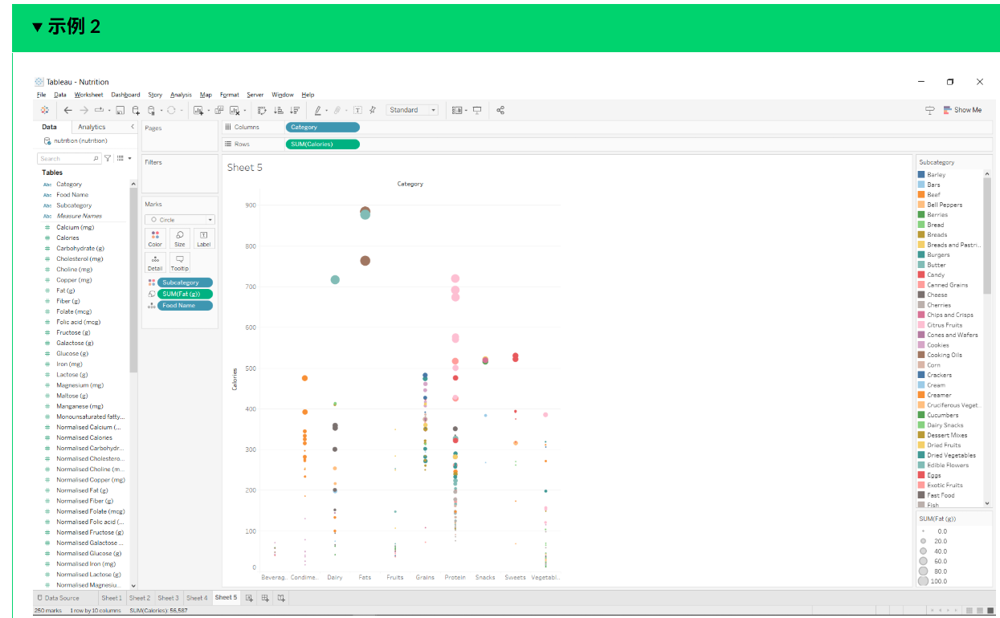 ▼ 示例 2
Tableau - Nutrition
File Data Worksheet Dashboard Story Analysis Map Format Server Window Help
Standard
Show Me
Data Analytics
nutrition (nutrition)
Search
Tables
Abc Category
Abc Food Name
Abc Subcategory
Abc Measure Names
# Calcium (mg)
# Calories
# Carbohydrate (g)
# Cholesterol (mg)
# Choline (mg)
# Copper (mg)
# Fat (g)
# Fiber (g)
# Folate (mcg)
# Folic acid (mcg)
# Fructose (g)
# Galactose (g)
# Glucose (g)
# Iron (mg)
# Lactose (g)
# Magnesium (mg)
# Maltose (g)
# Manganese (mg)
# Monounsaturated fatty...
# Normalised Calcium (...
# Normalised Calories
# Normalised Carbohydr...
# Normalised Cholestero...
# Normalised Choline (m...
# Normalised Copper (mg)
# Normalised Fat (g)
# Normalised Fiber (g)
# Normalised Folate (mcg)
# Normalised Folic acid (...
# Normalised Fructose (g)
# Normalised Galactose ...
# Normalised Glucose (g)
# Normalised Iron (mg)
# Normalised Lactose (g)
# Normalised Magnesiu...
Pages
Filters
Marks
Circle
Color Size Label
Detail Tooltip
Subcategory
SUM(Fat (g))
Food Name
Columns Category
Rows SUM(Calories)
Sheet 5
Category
Calories
900
800
700
600
500
400
300
200
100
0
Beverag.. Condime.. Dairy Fats Fruits Grains Protein Snacks Sweets Vegetabl..
Subcategory
Barley
Bars
Beef
Bell Peppers
Berries
Bread
Breads
Breads and Pastri..
Burgers
Butter
Candy
Canned Grains
Cheese
Cherries
Chips and Crisps
Citrus Fruits
Cones and Wafers
Cookies
Cooking Oils
Corn
Crackers
Cream
Creamer
Cruciferous Veget..
Cucumbers
Dairy Snacks
Dessert Mixes
Dried Fruits
Dried Vegetables
Edible Flowers
Eggs
Exotic Fruits
Fast Food
Fish
SUM(Fat (g))
0.0
20.0
40.0
60.0
80.0
100.0
Data Source Sheet 1 Sheet 2 Sheet 3 Sheet 4 Sheet 5
250 marks 1 row by 10 columns SUM(Calories): 56,587